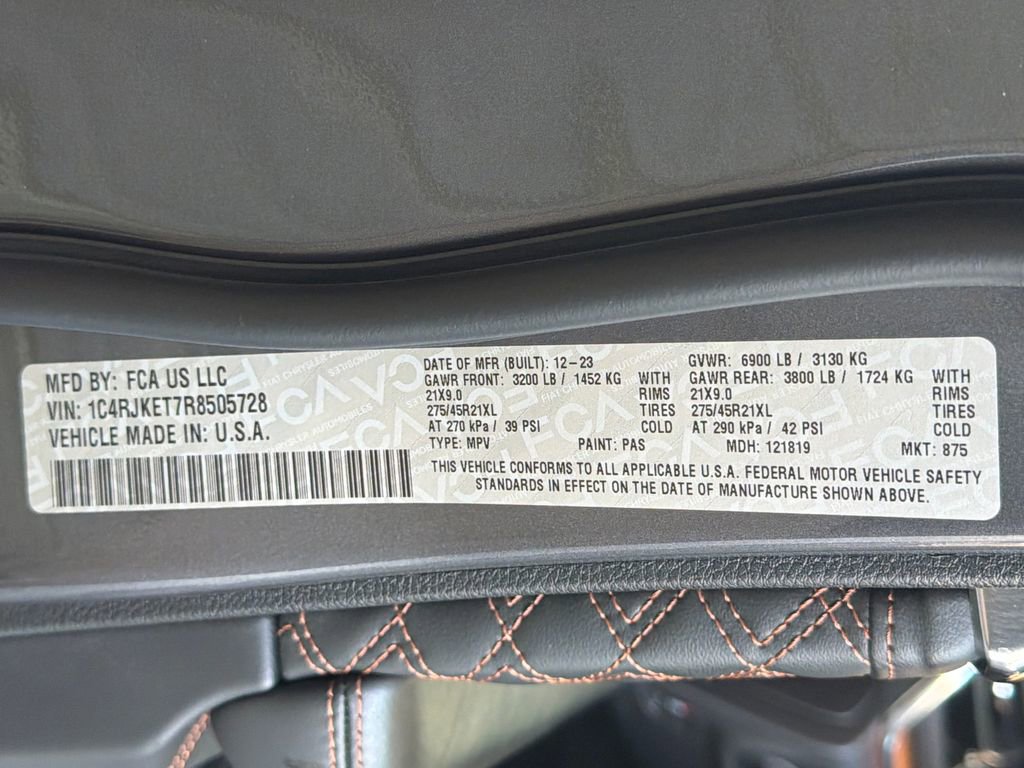 MFD BY: FCA US LLC
VIN: 1C4RJKET7R8505728
VEHICLE MADE IN: U.S.A.
DATE OF MFR (BUILT): 12-23 GVWR: 6900 LB / 3130 KG
GAWR FRONT: 3200 LB / 1452 KG WITH GAWR REAR: 3800 LB / 1724 KG WITH
21X9.0 RIMS 21X9.0 RIMS
275/45R21XL TIRES 275/45R21XL TIRES
AT 270 kPa / 39 PSI COLD AT 290 kPa / 42 PSI COLD
TYPE: MPV PAINT: PAS MDH: 121819 MKT: 875
THIS VEHICLE CONFORMS TO ALL APPLICABLE U.S.A. FEDERAL MOTOR VEHICLE SAFETY
STANDARDS IN EFFECT ON THE DATE OF MANUFACTURE SHOWN ABOVE.